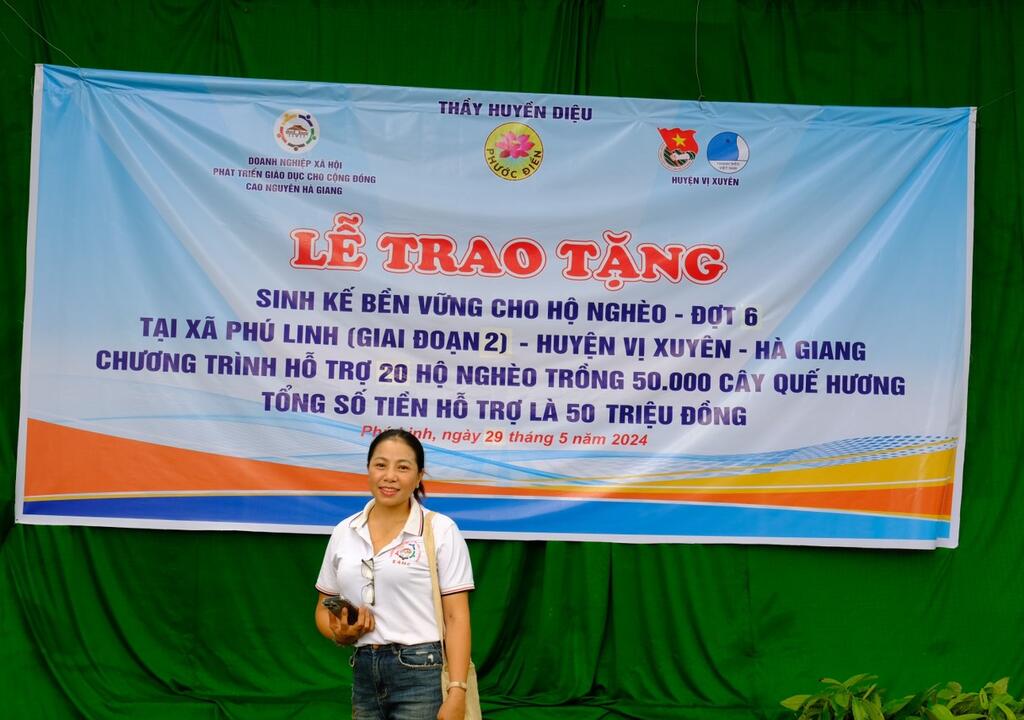 THẦY HUYỀN DIỆU
PHƯỚC ĐIỀN
DOANH NGHIỆP XÃ HỘI
PHÁT TRIỂN GIÁO DỤC CHO CỘNG ĐỒNG
CAO NGUYÊN HÀ GIANG
HUYỆN VỊ XUYÊN
LỄ TRAO TẶNG
SINH KẾ BỀN VỮNG CHO HỘ NGHÈO - ĐỢT 6
TẠI XÃ PHÚ LINH (GIAI ĐOẠN 2) - HUYỆN VỊ XUYÊN - HÀ GIANG
CHƯƠNG TRÌNH HỖ TRỢ 20 HỘ NGHÈO TRỒNG 50.000 CÂY QUẾ HƯƠNG
TỔNG SỐ TIỀN HỖ TRỢ LÀ 50 TRIỆU ĐỒNG
Phú Linh, ngày 29 tháng 5 năm 2024